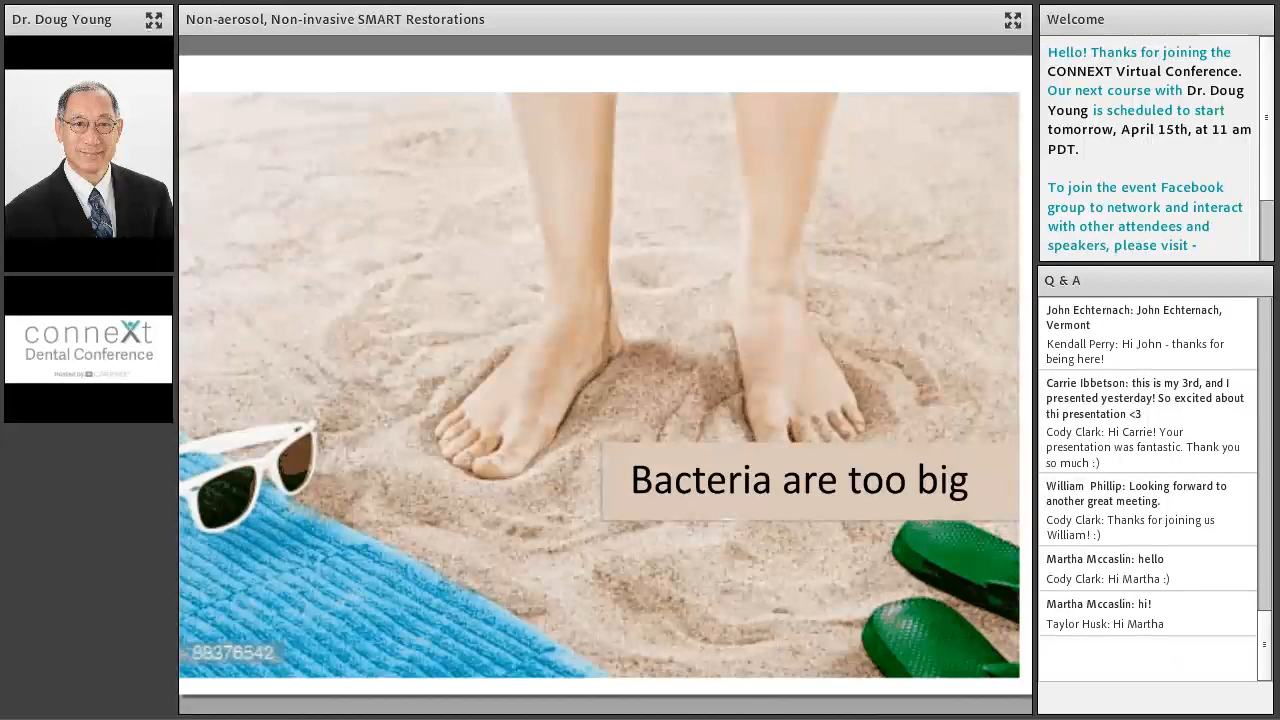 Dr. Doug Young
Non-aerosol, Non-invasive SMART Restorations
Welcome
Hello! Thanks for joining the
CONNEXT Virtual Conference.
Our next course with Dr. Doug
Young is scheduled to start
tomorrow, April 15th, at 11 am
PDT.
To join the event Facebook
group to network and interact
with other attendees and
speakers, please visit -
conneXt
Dental Conference
Hosted by
Bacteria are too big
98376542
Q & A
John Echternach: John Echternach,
Vermont
Kendall Perry: Hi John - thanks for
being here!
Carrie Ibbetson: this is my 3rd, and I
presented yesterday! So excited about
thi presentation <3
Cody Clark: Hi Carrie! Your
presentation was fantastic. Thank you
so much :)
William Phillip: Looking forward to
another great meeting.
Cody Clark: Thanks for joining us
William! :)
Martha Mccaslin: hello
Cody Clark: Hi Martha :)
Martha Mccaslin: hi!
Taylor Husk: Hi Martha